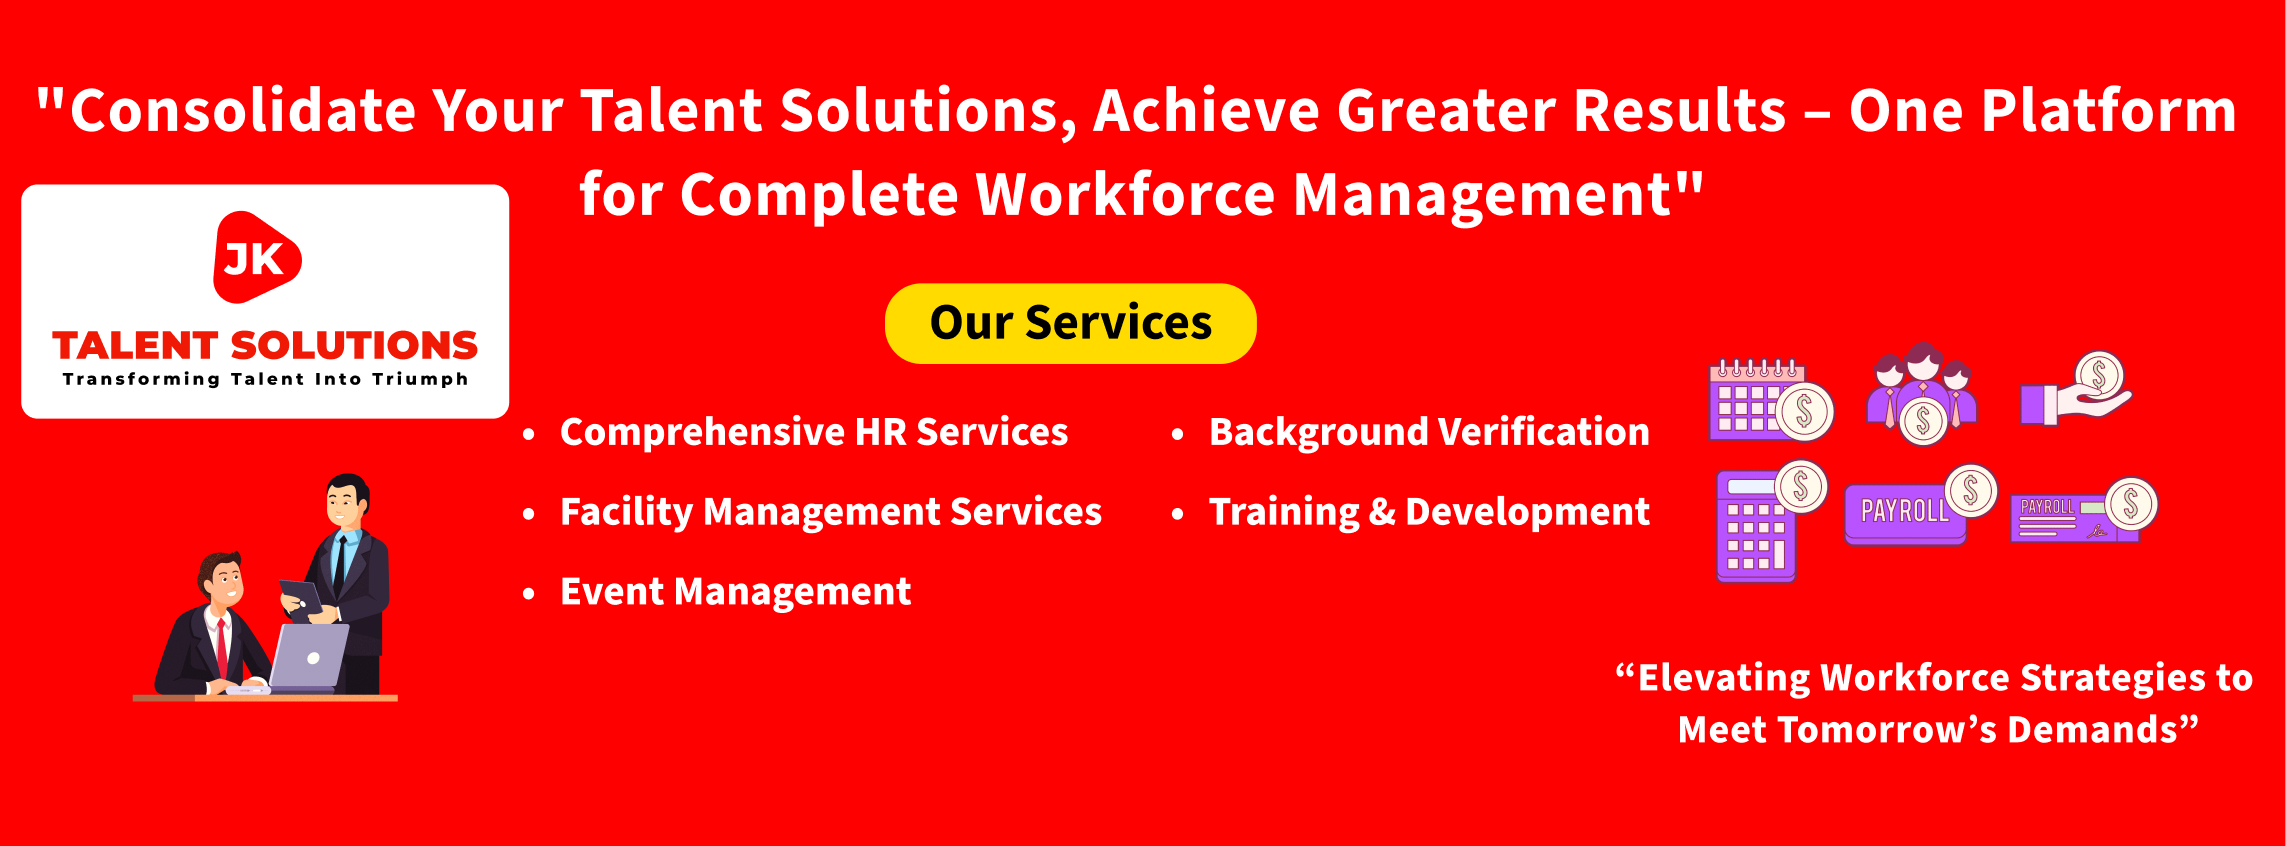 "Consolidate Your Talent Solutions, Achieve Greater Results – One Platform
for Complete Workforce Management"
JK
TALENT SOLUTIONS
Transforming Talent Into Triumph
Our Services
• Comprehensive HR Services
• Facility Management Services
• Event Management
• Background Verification
• Training & Development
$
$
$
$
PAYROLL
$
PAYROLL
$
“Elevating Workforce Strategies to
Meet Tomorrow’s Demands”